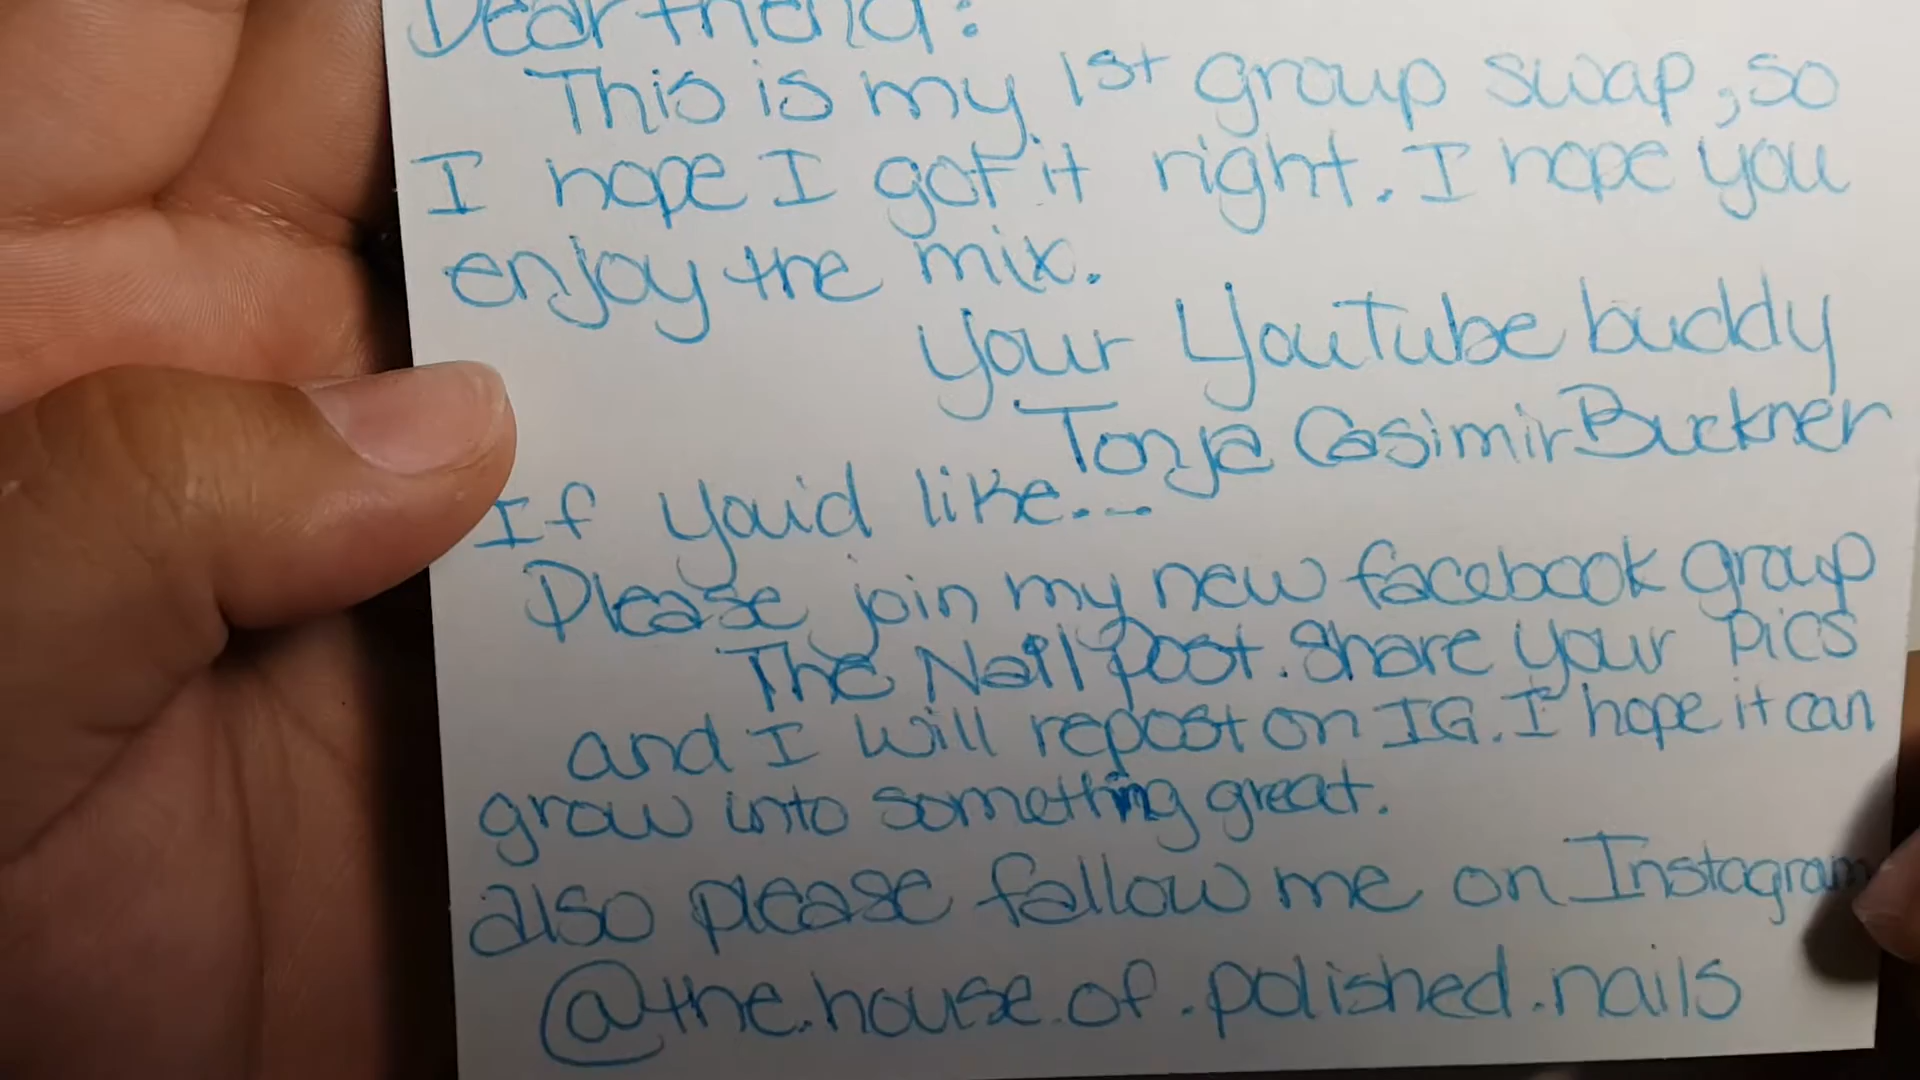 Dear friend:
This is my 1st group swap, so
I hope I got it right. I hope you
enjoy the mix.
your YouTube buddy
Tonja Casimir Buckner
If you'd like...
Please join my new facebook group
The Nail Post. Share your pics
and I will repost on IG. I hope it can
grow into something great.
also please follow me on Instagram
@the.house.of.polished.nails